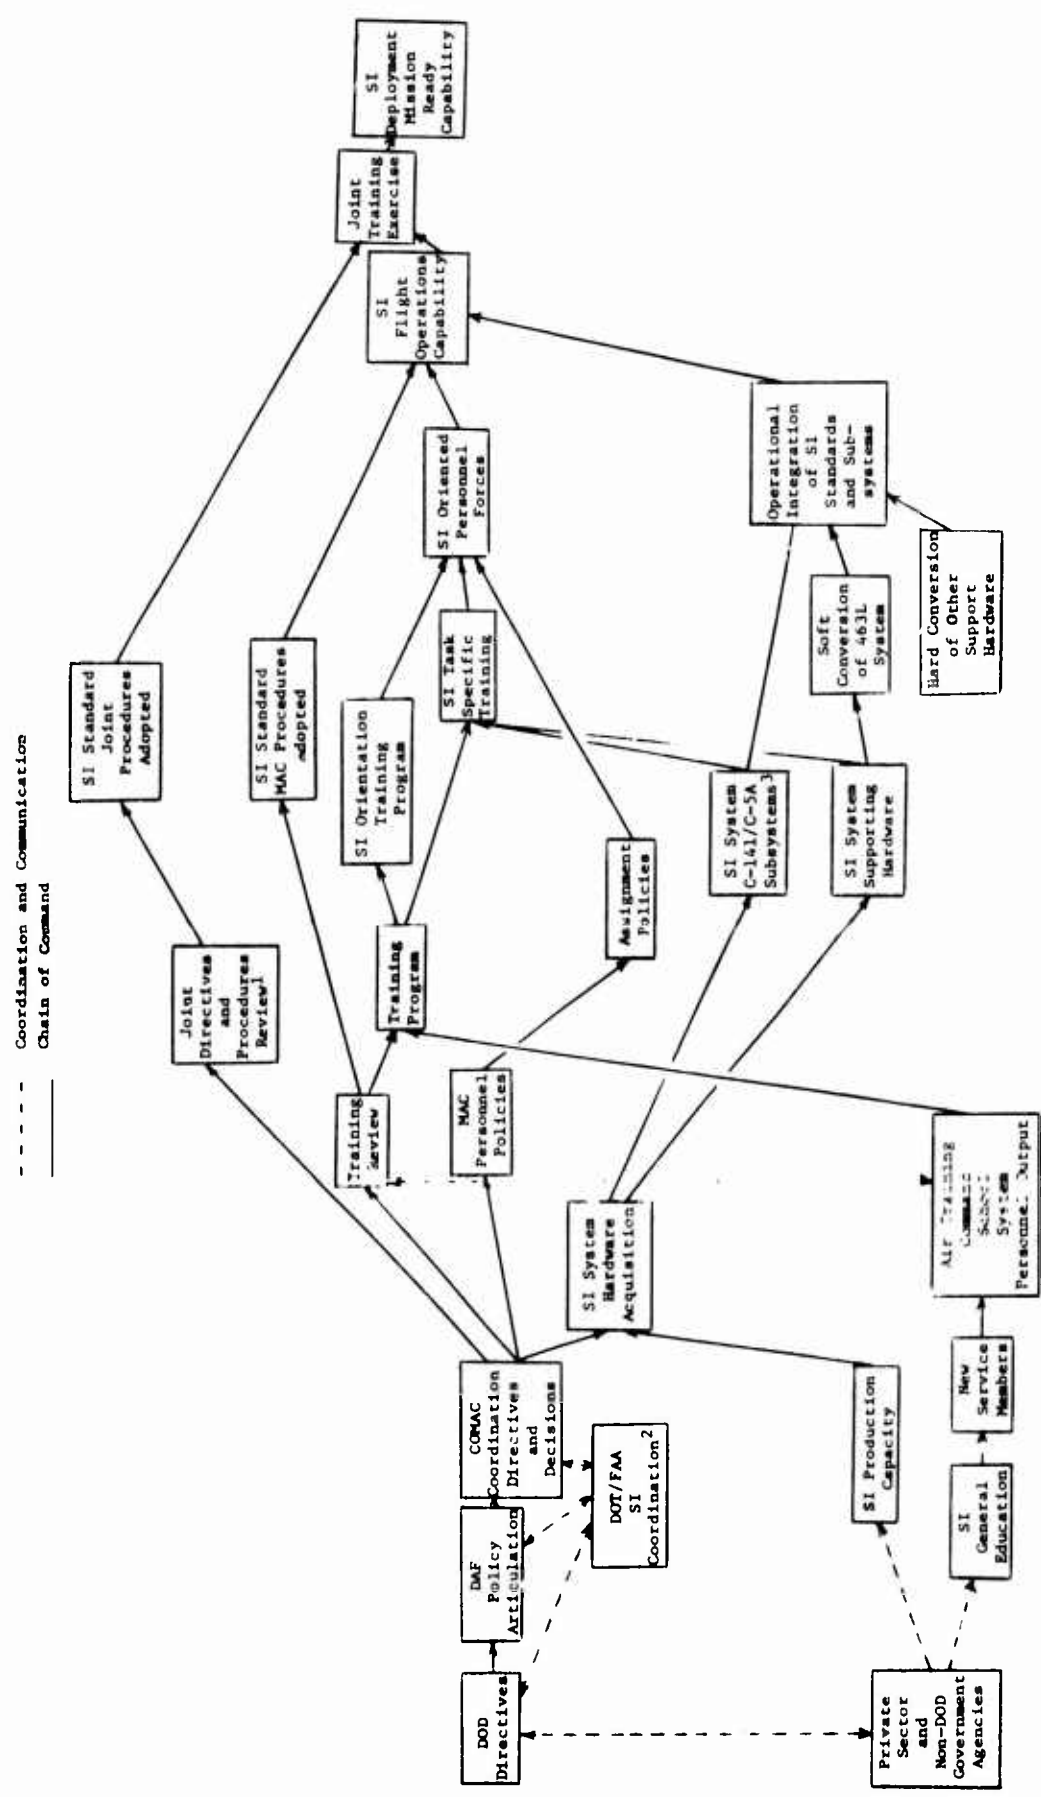 Coordination and Communication
Chain of Command
SI
Deployment
Mission
Ready
Capability
Joint
Training
Exercise
SI
Flight
Operations
Capability
SI Standard
Joint
Procedures
Adopted
SI Standard
MAC Procedures
Adopted
SI Oriented
Personnel
Forces
Operational
Integration
of SI
Standards
and Sub-
systems
SI Orientation
Training
Program
SI Task
Specific
Training
Soft
Conversion
of 463L
System
Hard Conversion
of Other
Support
Hardware
Joint
Directives
and
Procedures
Review1
Training
Program
Assignment
Policies
SI System
C-141/C-5A
Subsystems3
SI System
Supporting
Hardware
Training
Review
MAC
Personnel
Policies
SI System
Hardware
Acquisition
Air Training
Command
School
System
Personnel Output
COMAC
Coordination
Directives
and
Decisions
DAF
Policy
Articulation
DOT/FAA
SI
Coordination2
SI Production
Capacity
New
Service
Members
SI
General
Education
DOD
Directives
Private
Sector
and
Non-DOD
Government
Agencies